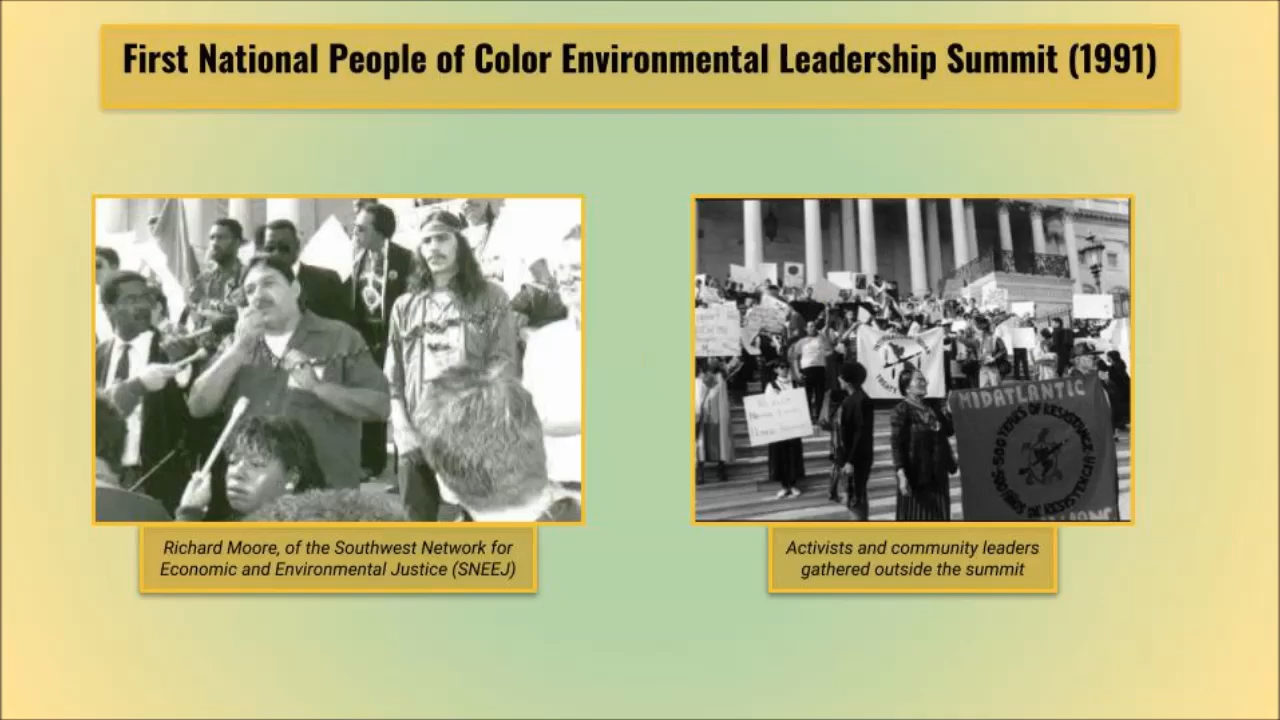 First National People of Color Environmental Leadership Summit (1991)
MIDATLANTIC
500 YEARS OF RESISTANCE
Richard Moore, of the Southwest Network for
Economic and Environmental Justice (SNEEJ)
Activists and community leaders
gathered outside the summit